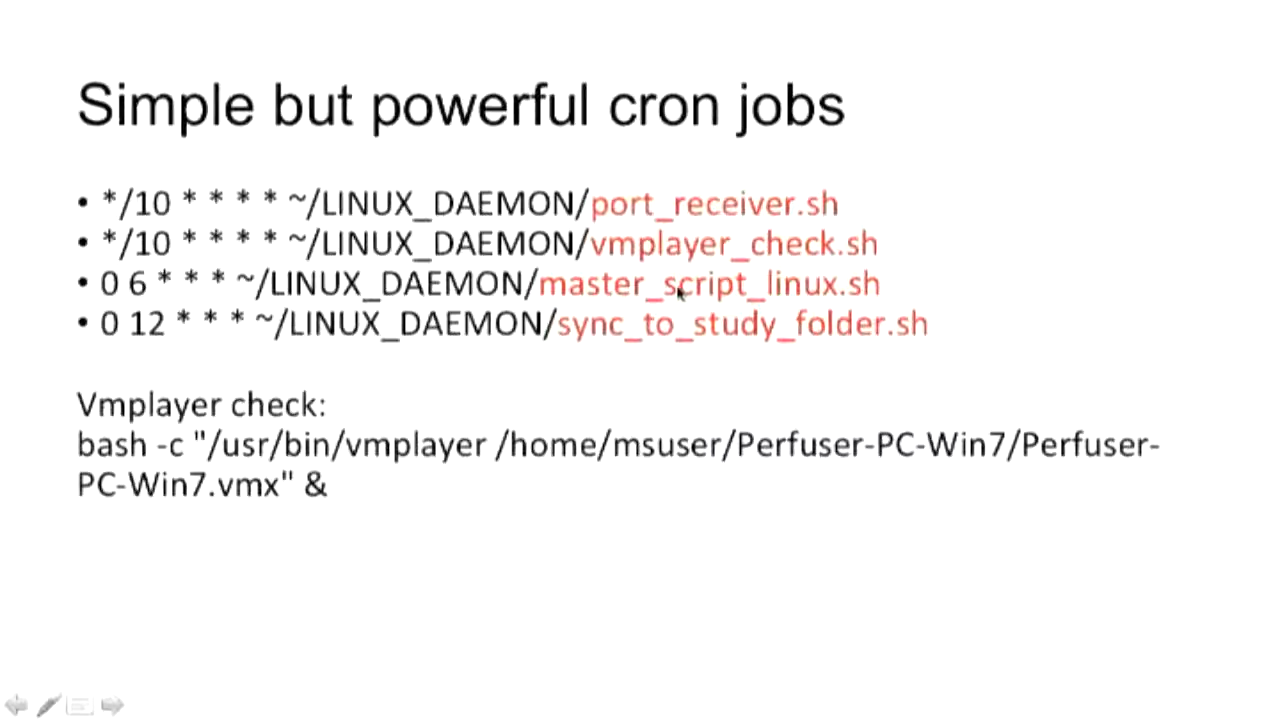 Simple but powerful cron jobs
• */10 * * * * ~/LINUX_DAEMON/port_receiver.sh
• */10 * * * * ~/LINUX_DAEMON/vmplayer_check.sh
• 0 6 * * * ~/LINUX_DAEMON/master_script_linux.sh
• 0 12 * * * ~/LINUX_DAEMON/sync_to_study_folder.sh
Vmplayer check:
bash -c "/usr/bin/vmplayer /home/msuser/Perfuser-PC-Win7/Perfuser-
PC-Win7.vmx" &